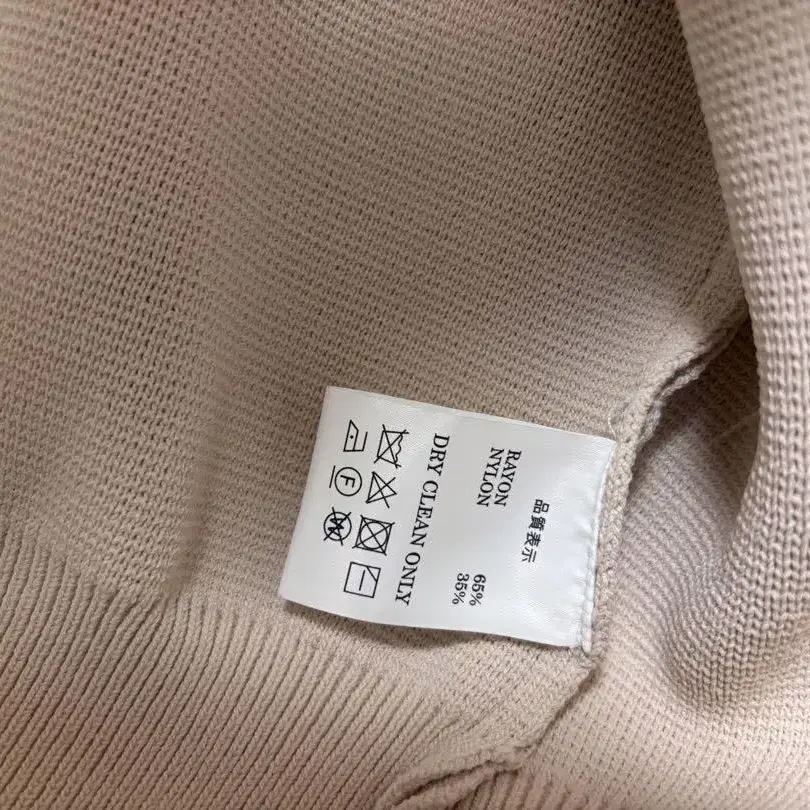 品質表示
RAYON 65%
NYLON 35%
DRY CLEAN ONLY
F
W